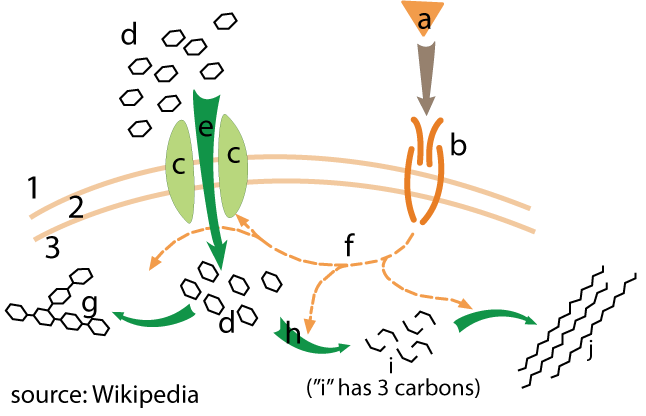 a
d
e
b
c
c
1
2
3
f
g
d
h
i
j
("i" has 3 carbons)
source: Wikipedia